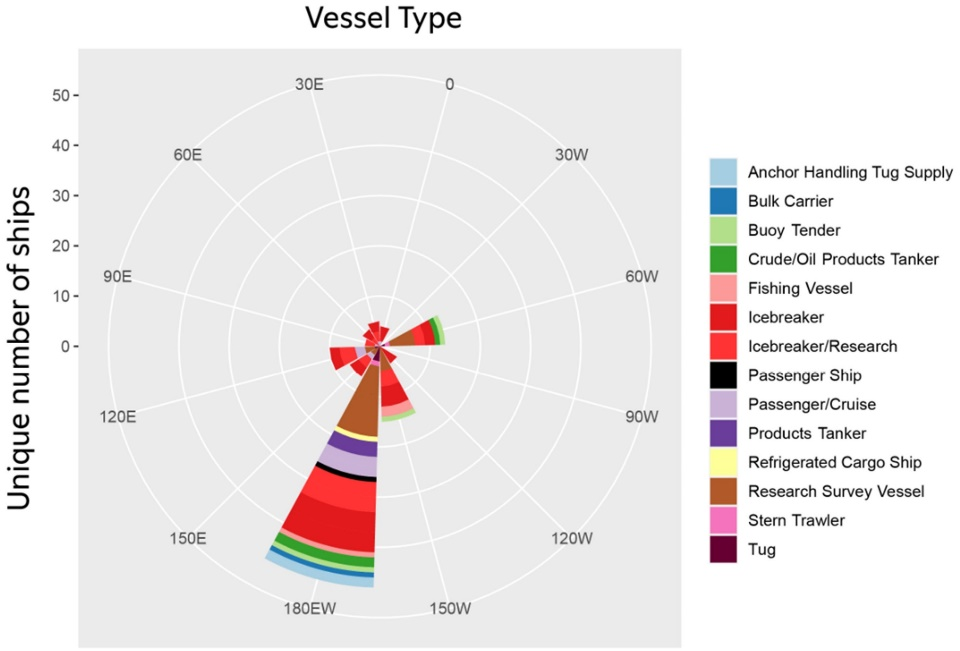 Vessel Type
Unique number of ships
50
40
30
20
10
0
30E
0
60E
30W
90E
60W
120E
90W
150E
120W
180EW
150W
Anchor Handling Tug Supply
Bulk Carrier
Buoy Tender
Crude/Oil Products Tanker
Fishing Vessel
Icebreaker
Icebreaker/Research
Passenger Ship
Passenger/Cruise
Products Tanker
Refrigerated Cargo Ship
Research Survey Vessel
Stern Trawler
Tug